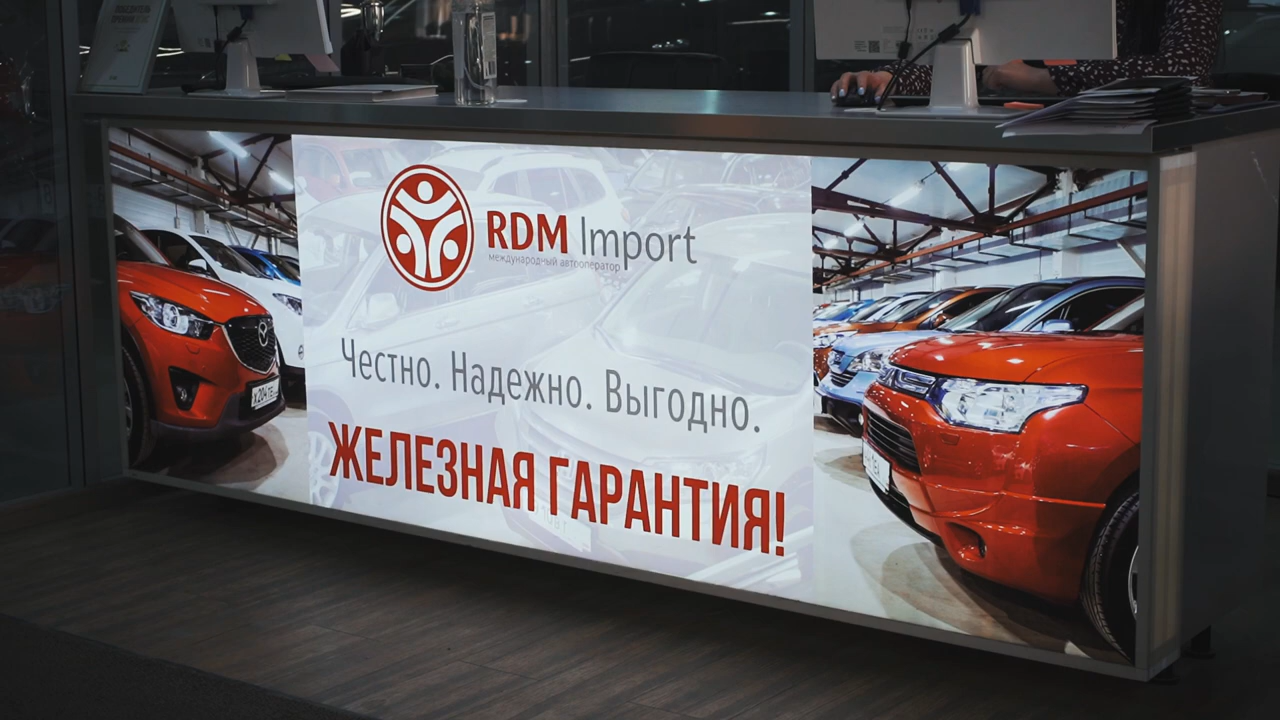 RDM Import
международный автооператор
Честно. Надежно. Выгодно.
ЖЕЛЕЗНАЯ ГАРАНТИЯ!